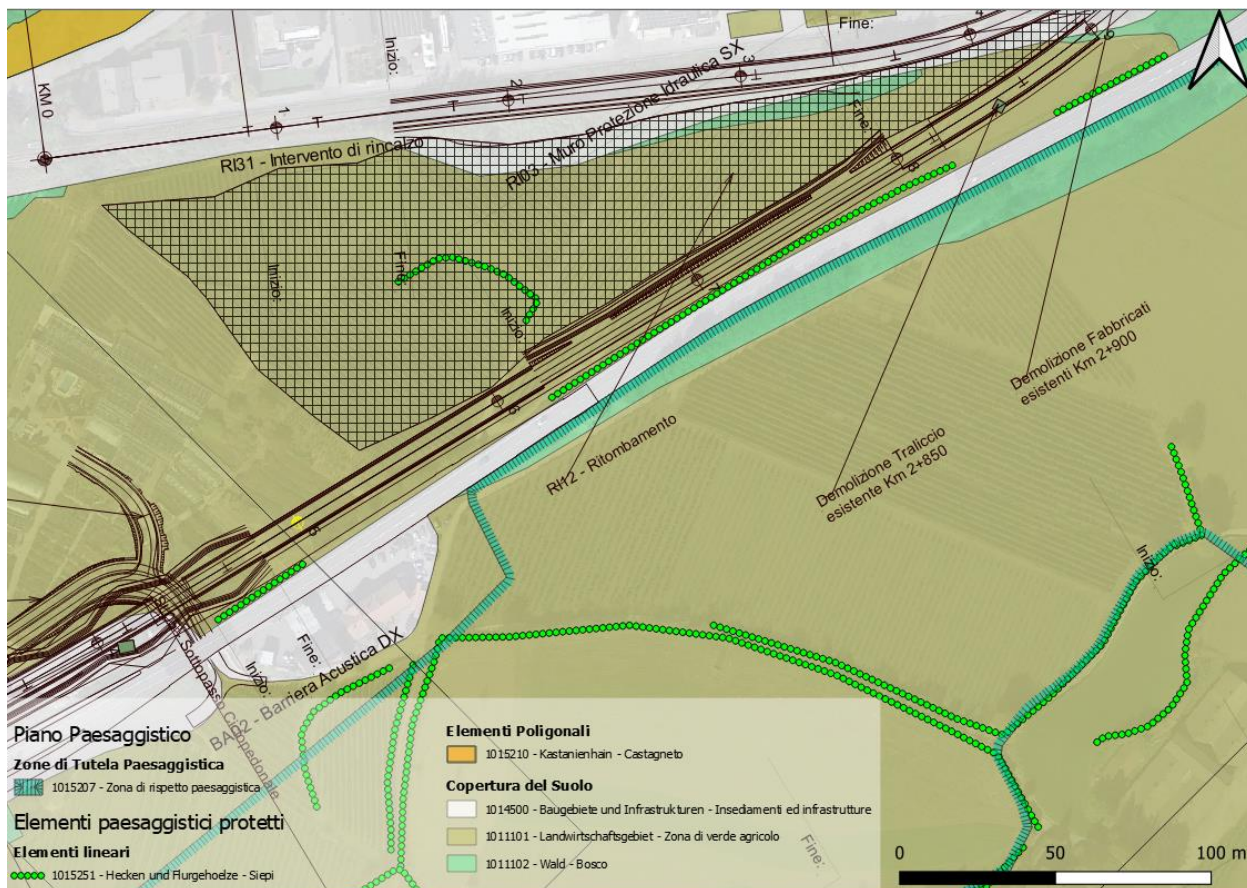 Fine:
4
9
Inizio:
KM 0
1
2
3
RI31 - Intervento di rincalzo
RI03 - Muro Protezione Idraulica SX
Fine:
8
Fine:
Inizio:
Inizio
7
6
RI12 - Ritombamento
Demolizione Fabbricati
esistenti Km 2+900
Demolizione Traliccio
esistente Km 2+850
5
Inizio:
Sottopasso Ciclopedonale
Fine:
Inizio:
BA02 - Barriera Acustica DX
Fine:
Piano Paesaggistico
Zone di Tutela Paesaggistica
1015207 - Zona di rispetto paesaggistica
Elementi paesaggistici protetti
Elementi lineari
1015251 - Hecken und Flurgehoelze - Siepi
Elementi Poligonali
1015210 - Kastanienhain - Castagneto
Copertura del Suolo
1014500 - Baugebiete und Infrastrukturen - Insedamenti ed infrastrutture
1011101 - Landwirtschaftsgebiet - Zona di verde agricolo
1011102 - Wald - Bosco
0 50 100 m